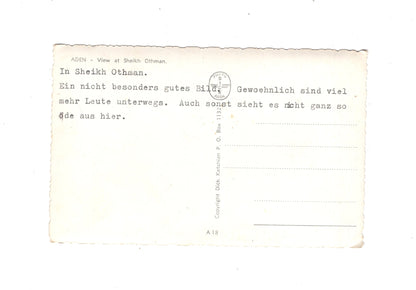 ADEN - View at Sheikh Othman.
In Sheikh Othman.
Ein nicht besonders gutes Bild. Gewoehnlich sind viel
mehr Leute unterwegs. Auch sonst sieht es nicht ganz so
öde aus hier.
A.15